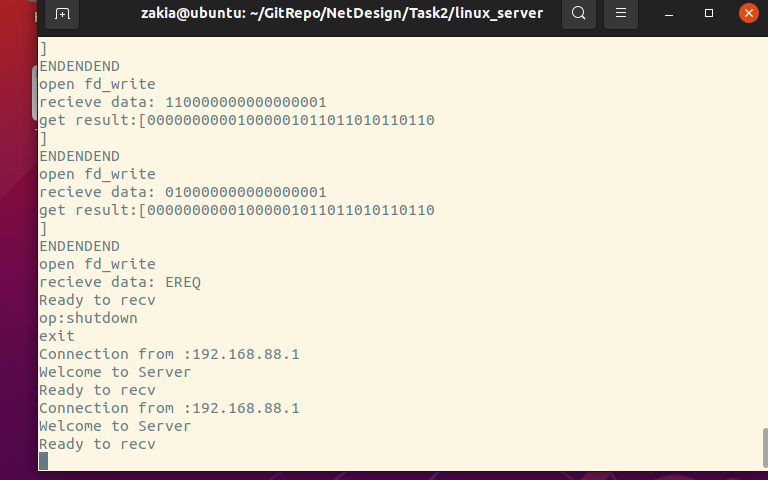 zakia@ubuntu: ~/GitRepo/NetDesign/Task2/linux_server
]
ENDENDEND
open fd_write
recieve data: 110000000000000001
get result:[00000000001000001011011010110110
]
ENDENDEND
open fd_write
recieve data: 010000000000000001
get result:[00000000001000001011011010110110
]
ENDENDEND
open fd_write
recieve data: EREQ
Ready to recv
op:shutdown
exit
Connection from :192.168.88.1
Welcome to Server
Ready to recv
Connection from :192.168.88.1
Welcome to Server
Ready to recv